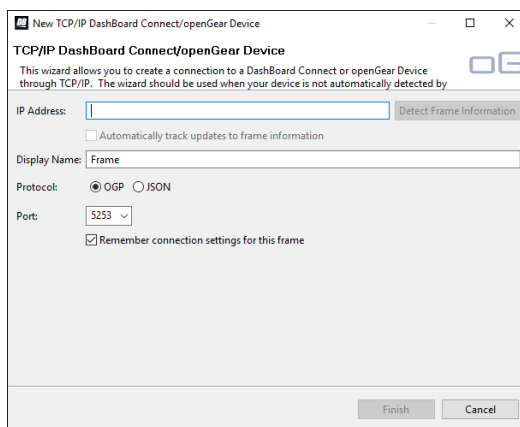 DB New TCP/IP DashBoard Connect/openGear Device
TCP/IP DashBoard Connect/openGear Device
This wizard allows you to create a connection to a DashBoard Connect or openGear Device
through TCP/IP. The wizard should be used when your device is not automatically detected by
IP Address: Detect Frame Information
Automatically track updates to frame information
Display Name: Frame
Protocol: OGP JSON
Port: 5253
Remember connection settings for this frame
Finish Cancel